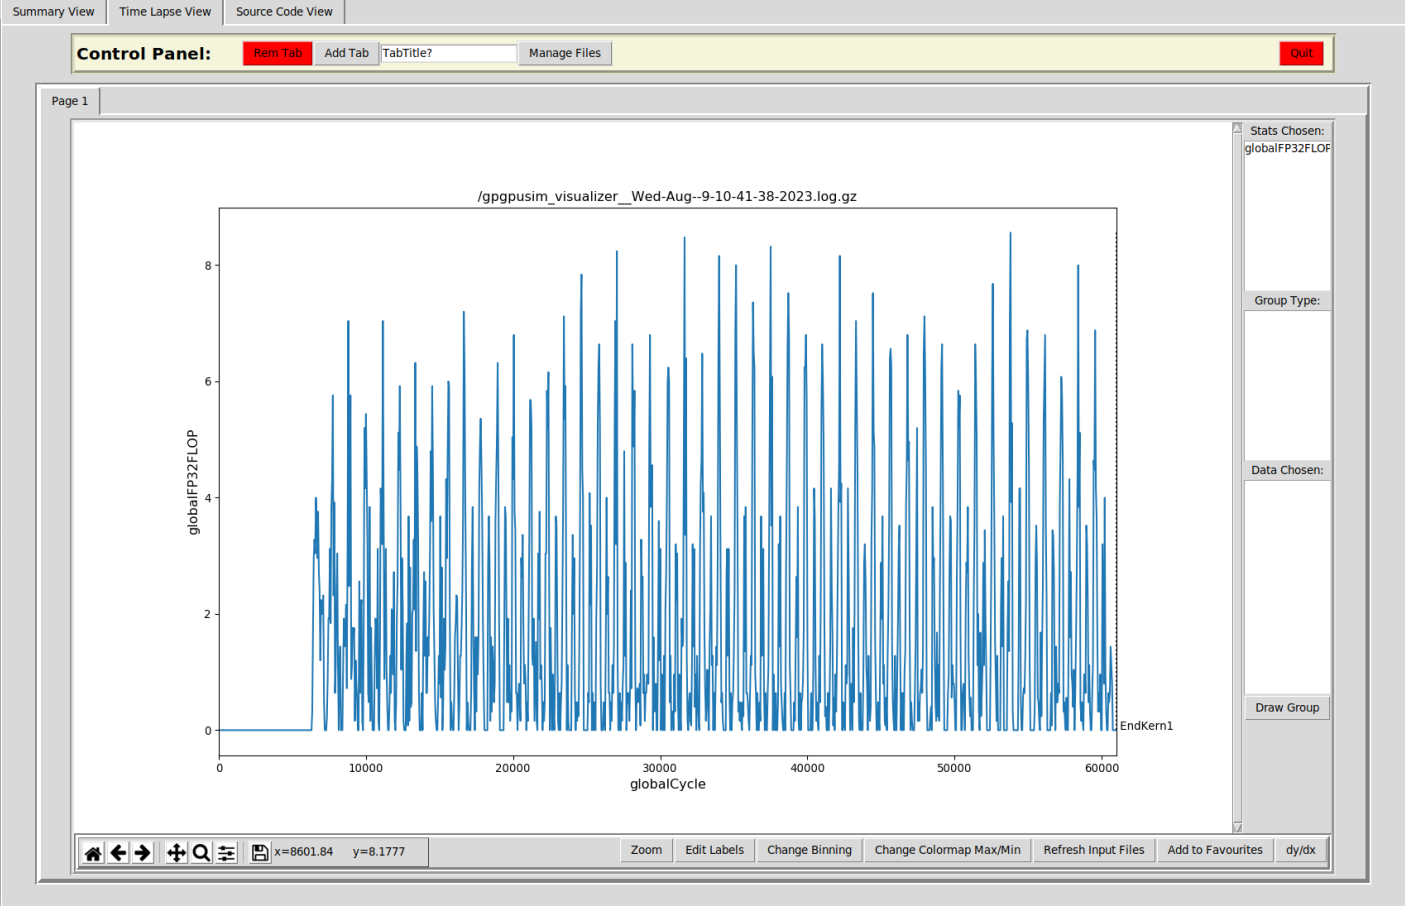 Summary View Time Lapse View Source Code View
Control Panel: Rem Tab Add Tab TabTitle? Manage Files Quit
Page 1
Stats Chosen:
globalFP32FLOP
/gpgpusim_visualizer__Wed-Aug--9-10-41-38-2023.log.gz
8
Group Type:
6
globalFP32FLOP
4
Data Chosen:
2
Draw Group
0
EndKern1
0 10000 20000 30000 40000 50000 60000
globalCycle
x=8601.84 y=8.1777 Zoom Edit Labels Change Binning Change Colormap Max/Min Refresh Input Files Add to Favourites dy/dx